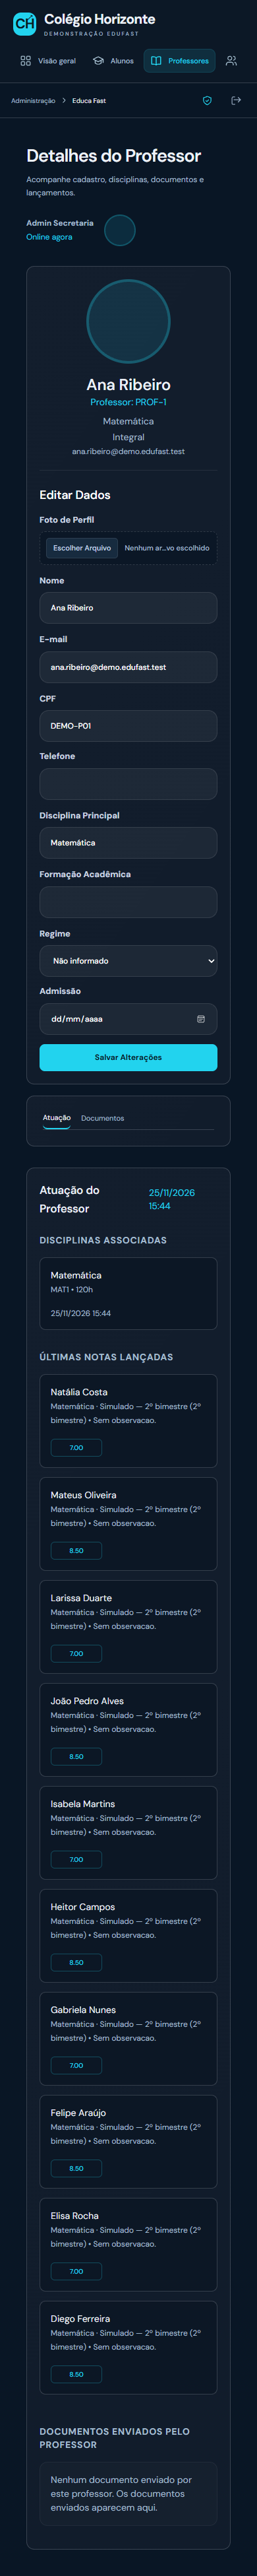 CH
Colégio Horizonte
DEMONSTRAÇÃO EDUFAST
Visão geral
Alunos
Professores
Administração
Educa Fast
Detalhes do Professor
Acompanhe cadastro, disciplinas, documentos e
lançamentos.
Admin Secretaria
Online agora
Ana Ribeiro
Professor: PROF-1
Matemática
Integral
ana.ribeiro@demo.edufast.test
Editar Dados
Foto de Perfil
Escolher Arquivo Nenhum ar...vo escolhido
Nome
Ana Ribeiro
E-mail
ana.ribeiro@demo.edufast.test
CPF
DEMO-P01
Telefone
Disciplina Principal
Matemática
Formação Acadêmica
Regime
Não informado
Admissão
dd/mm/aaaa
Salvar Alterações
Atuação
Documentos
Atuação do
Professor
25/11/2026
15:44
DISCIPLINAS ASSOCIADAS
Matemática
MAT1 • 120h
25/11/2026 15:44
ÚLTIMAS NOTAS LANÇADAS
Natália Costa
Matemática · Simulado — 2º bimestre (2º
bimestre) • Sem observacao.
7.00
Mateus Oliveira
Matemática · Simulado — 2º bimestre (2º
bimestre) • Sem observacao.
8.50
Larissa Duarte
Matemática · Simulado — 2º bimestre (2º
bimestre) • Sem observacao.
7.00
João Pedro Alves
Matemática · Simulado — 2º bimestre (2º
bimestre) • Sem observacao.
8.50
Isabela Martins
Matemática · Simulado — 2º bimestre (2º
bimestre) • Sem observacao.
7.00
Heitor Campos
Matemática · Simulado — 2º bimestre (2º
bimestre) • Sem observacao.
8.50
Gabriela Nunes
Matemática · Simulado — 2º bimestre (2º
bimestre) • Sem observacao.
7.00
Felipe Araújo
Matemática · Simulado — 2º bimestre (2º
bimestre) • Sem observacao.
8.50
Elisa Rocha
Matemática · Simulado — 2º bimestre (2º
bimestre) • Sem observacao.
7.00
Diego Ferreira
Matemática · Simulado — 2º bimestre (2º
bimestre) • Sem observacao.
8.50
DOCUMENTOS ENVIADOS PELO
PROFESSOR
Nenhum documento enviado por
este professor. Os documentos
enviados aparecem aqui.